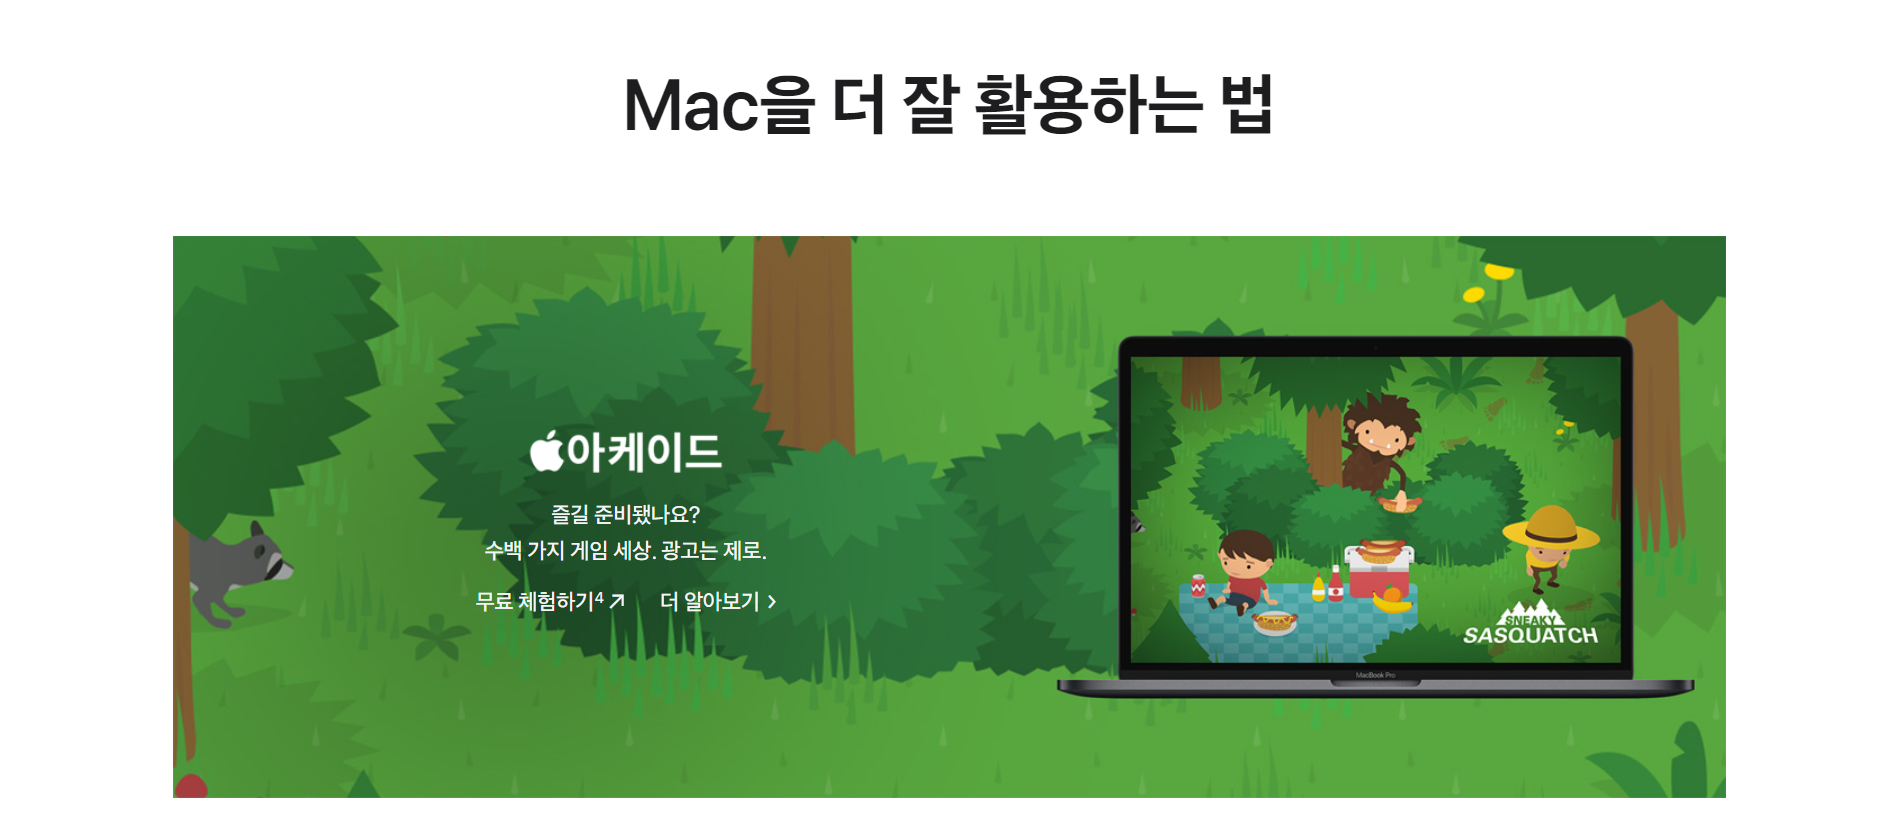 Mac을 더 잘 활용하는 법
아케이드
즐길 준비됐나요?
수백 가지 게임 세상. 광고는 제로.
무료 체험하기⁴ 더 알아보기
SNEAKY
SASQUATCH
MacBook Pro